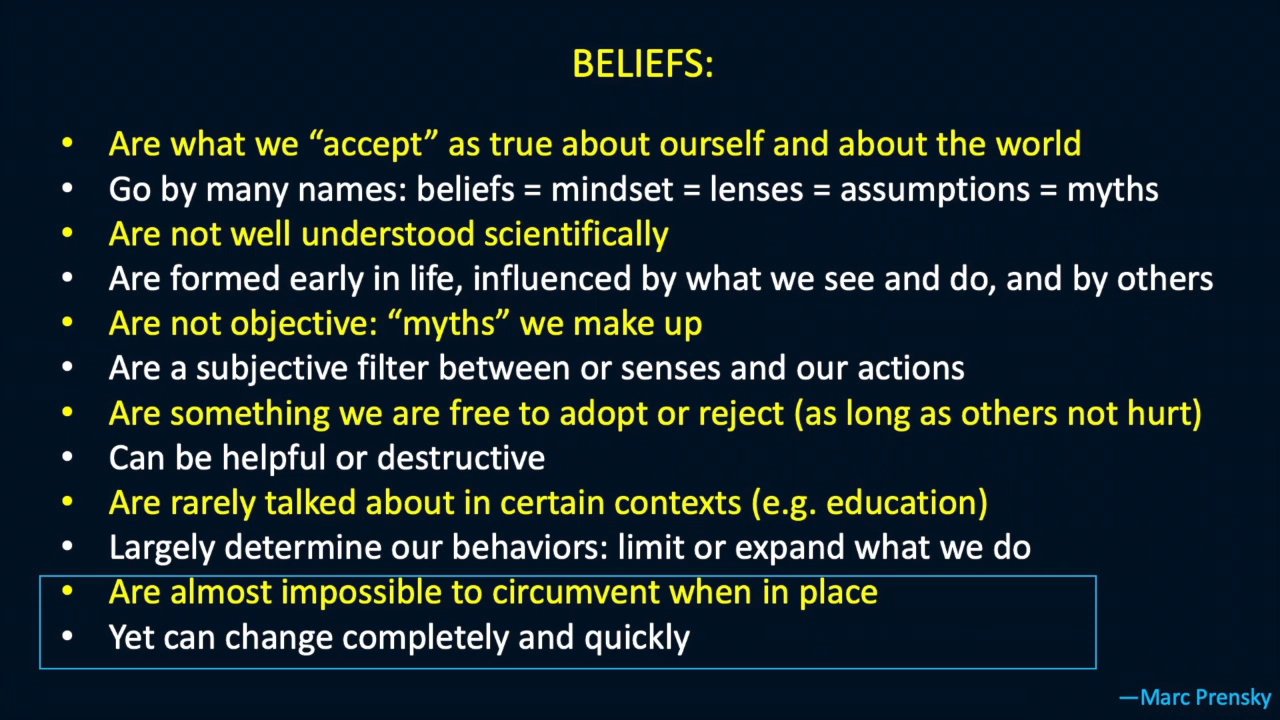 BELIEFS:
• Are what we “accept” as true about ourself and about the world
• Go by many names: beliefs = mindset = lenses = assumptions = myths
• Are not well understood scientifically
• Are formed early in life, influenced by what we see and do, and by others
• Are not objective: “myths” we make up
• Are a subjective filter between or senses and our actions
• Are something we are free to adopt or reject (as long as others not hurt)
• Can be helpful or destructive
• Are rarely talked about in certain contexts (e.g. education)
• Largely determine our behaviors: limit or expand what we do
• Are almost impossible to circumvent when in place
• Yet can change completely and quickly
—Marc Prensky